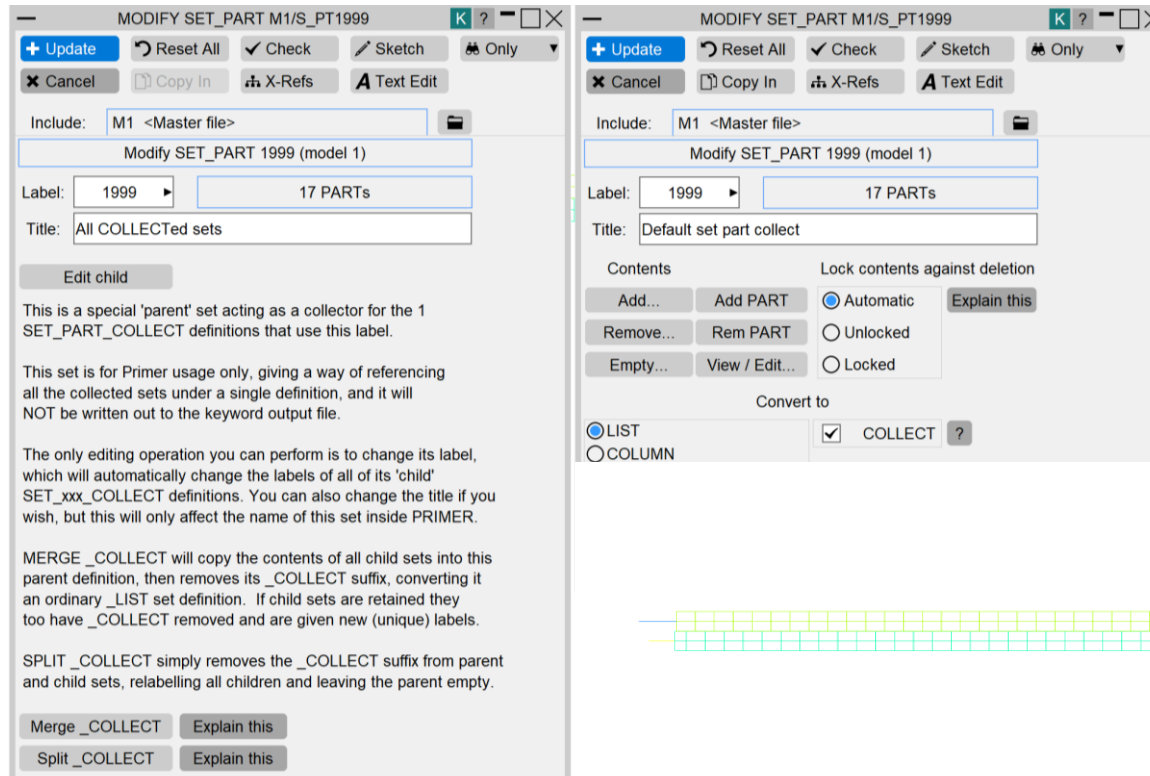 MODIFY SET_PART M1/S_PT1999 K ?
Update Reset All Check Sketch Only
Cancel Copy In X-Refs A Text Edit
Include: M1 <Master file>
Modify SET_PART 1999 (model 1)
Label: 1999 17 PARTs
Title: All COLLECTed sets
Edit child
This is a special 'parent' set acting as a collector for the 1
SET_PART_COLLECT definitions that use this label.
This set is for Primer usage only, giving a way of referencing
all the collected sets under a single definition, and it will
NOT be written out to the keyword output file.
The only editing operation you can perform is to change its label,
which will automatically change the labels of all of its 'child'
SET_xxx_COLLECT definitions. You can also change the title if you
wish, but this will only affect the name of this set inside PRIMER.
MERGE _COLLECT will copy the contents of all child sets into this
parent definition, then removes its _COLLECT suffix, converting it
an ordinary _LIST set definition. If child sets are retained they
too have _COLLECT removed and are given new (unique) labels.
SPLIT _COLLECT simply removes the _COLLECT suffix from parent
and child sets, relabelling all children and leaving the parent empty.
Merge _COLLECT Explain this
Split _COLLECT Explain this
MODIFY SET_PART M1/S_PT1999 K ?
Update Reset All Check Sketch Only
Cancel Copy In X-Refs A Text Edit
Include: M1 <Master file>
Modify SET_PART 1999 (model 1)
Label: 1999 17 PARTs
Title: Default set part collect
Contents Lock contents against deletion
Add... Add PART Automatic Explain this
Remove... Rem PART Unlocked
Empty... View / Edit... Locked
Convert to
LIST COLLECT ?
COLUMN